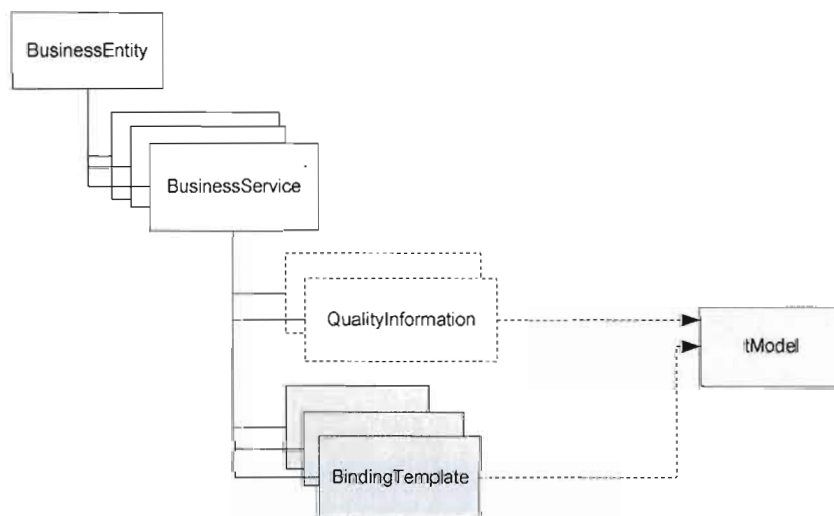 BusinessEntity
BusinessService
QualityInformation
tModel
BindingTemplate